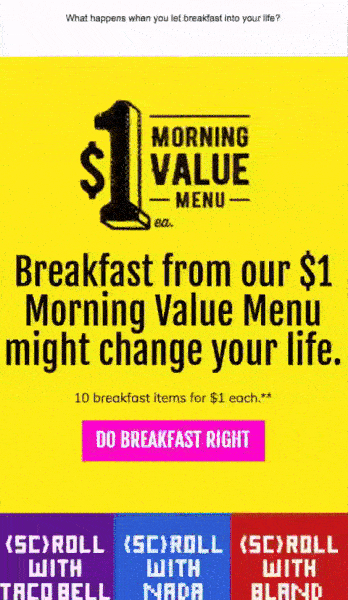 What happens when you let breakfast into your life?
$1 MORNING
VALUE
MENU
ea.
Breakfast from our $1
Morning Value Menu
might change your life.
10 breakfast items for $1 each.**
DO BREAKFAST RIGHT
(SC)ROLL
WITH
TACO BELL
(SC)ROLL
WITH
NADA
(SC)ROLL
WITH
BLAND